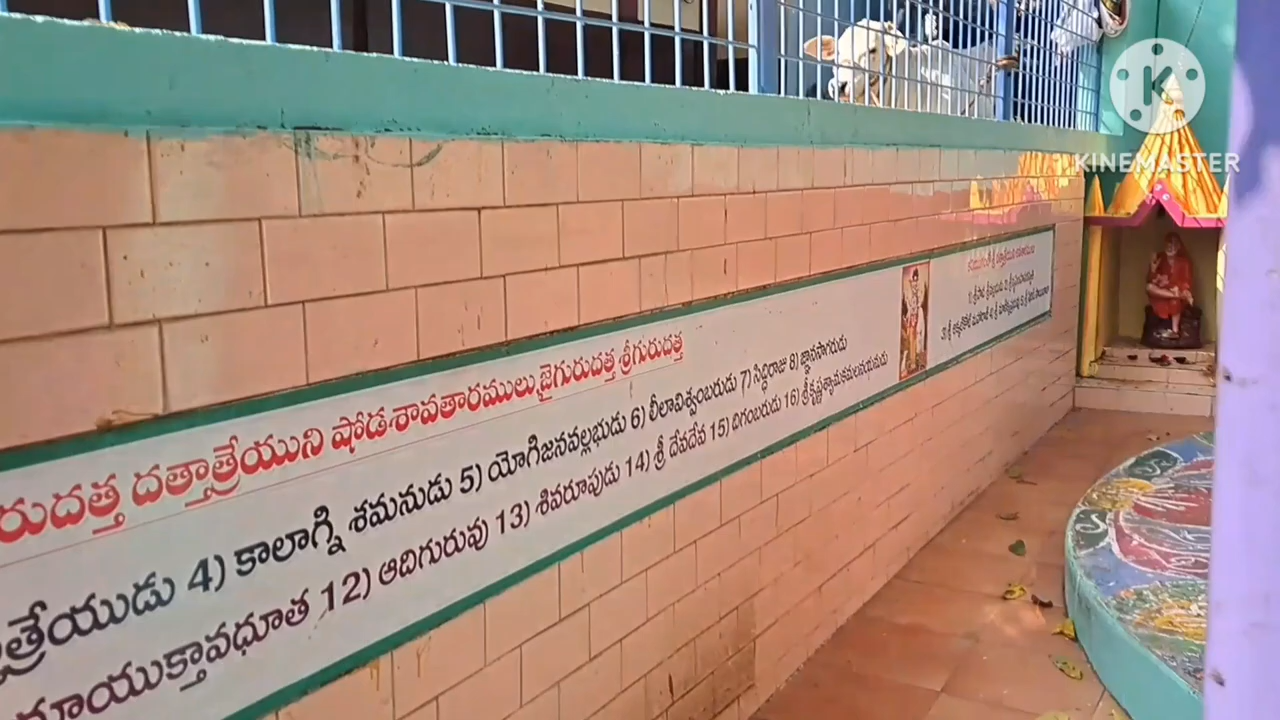 రుదత్త దత్తాత్రేయుని షోడశావతారములు జైగురుదత్త శ్రీగురుదత్త
త్రేయుడు 4) కాలాగ్ని శమనుడు 5) యోగిజనవల్లభుడు 6) లీలావిశ్వంబరుడు 7) సిద్ధిరాజు 8) జ్ఞానసాగరుడు
మాయుక్తావధూత 12) ఆదిగురువు 13) శివరూపుడు 14) శ్రీ దేవదేవ 15) దిగంబరుడు 16) శ్రీకృష్ణశ్యామకమలనయనుడు
KINEMASTER